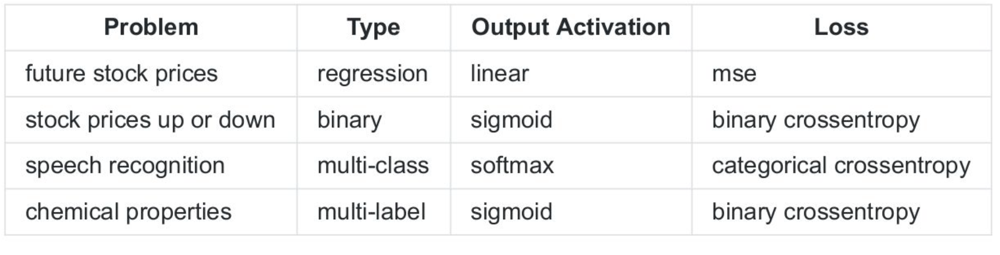 Problem Type Output Activation Loss
future stock prices regression linear mse
stock prices up or down binary sigmoid binary crossentropy
speech recognition multi-class softmax categorical crossentropy
chemical properties multi-label sigmoid binary crossentropy